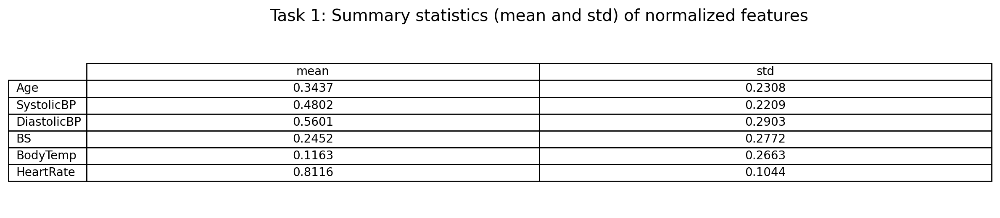 Task 1: Summary statistics (mean and std) of normalized features
mean std
Age 0.3437 0.2308
SystolicBP 0.4802 0.2209
DiastolicBP 0.5601 0.2903
BS 0.2452 0.2772
BodyTemp 0.1163 0.2663
HeartRate 0.8116 0.1044